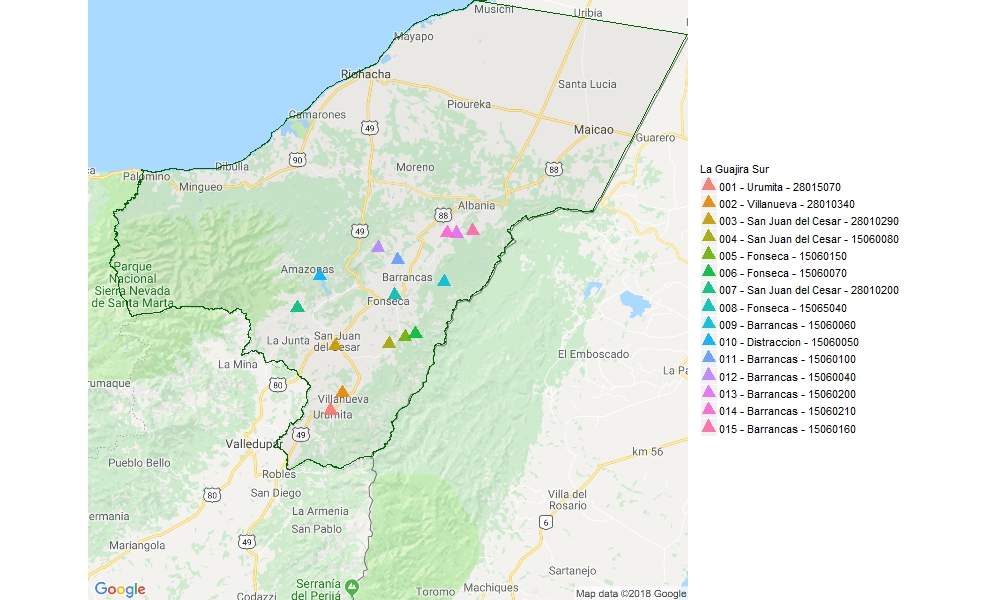 Musichi
Uribia
Mayapo
Riohacha
Santa Lucia
Pioureka
Camarones
49
Maicao
Guarero
90
Dibulla
Moreno
88
Palomino
Mingueo
Albania
88
49
Parque
Nacional
Sierra Nevada
de Santa Marta
Amazonas
Barrancas
Fonseca
La Junta
San Juan
del Cesar
El Emboscado
La Mina
80
rumaque
Villanueva
Urumita
49
Valledupar
km 56
Pueblo Bello
Robles
80
San Diego
Villa del
Rosario
La Armenia
ermania
San Pablo
6
Mariangola
49
Sartanejo
Serranía
del Perijá
Codazzi
Toromo
Machiques
Google
Map data ©2018 Google
La Guajira Sur
001 - Urumita - 28015070
002 - Villanueva - 28010340
003 - San Juan del Cesar - 28010290
004 - San Juan del Cesar - 15060080
005 - Fonseca - 15060150
006 - Fonseca - 15060070
007 - San Juan del Cesar - 28010200
008 - Fonseca - 15065040
009 - Barrancas - 15060060
010 - Distraccion - 15060050
011 - Barrancas - 15060100
012 - Barrancas - 15060040
013 - Barrancas - 15060200
014 - Barrancas - 15060210
015 - Barrancas - 15060160